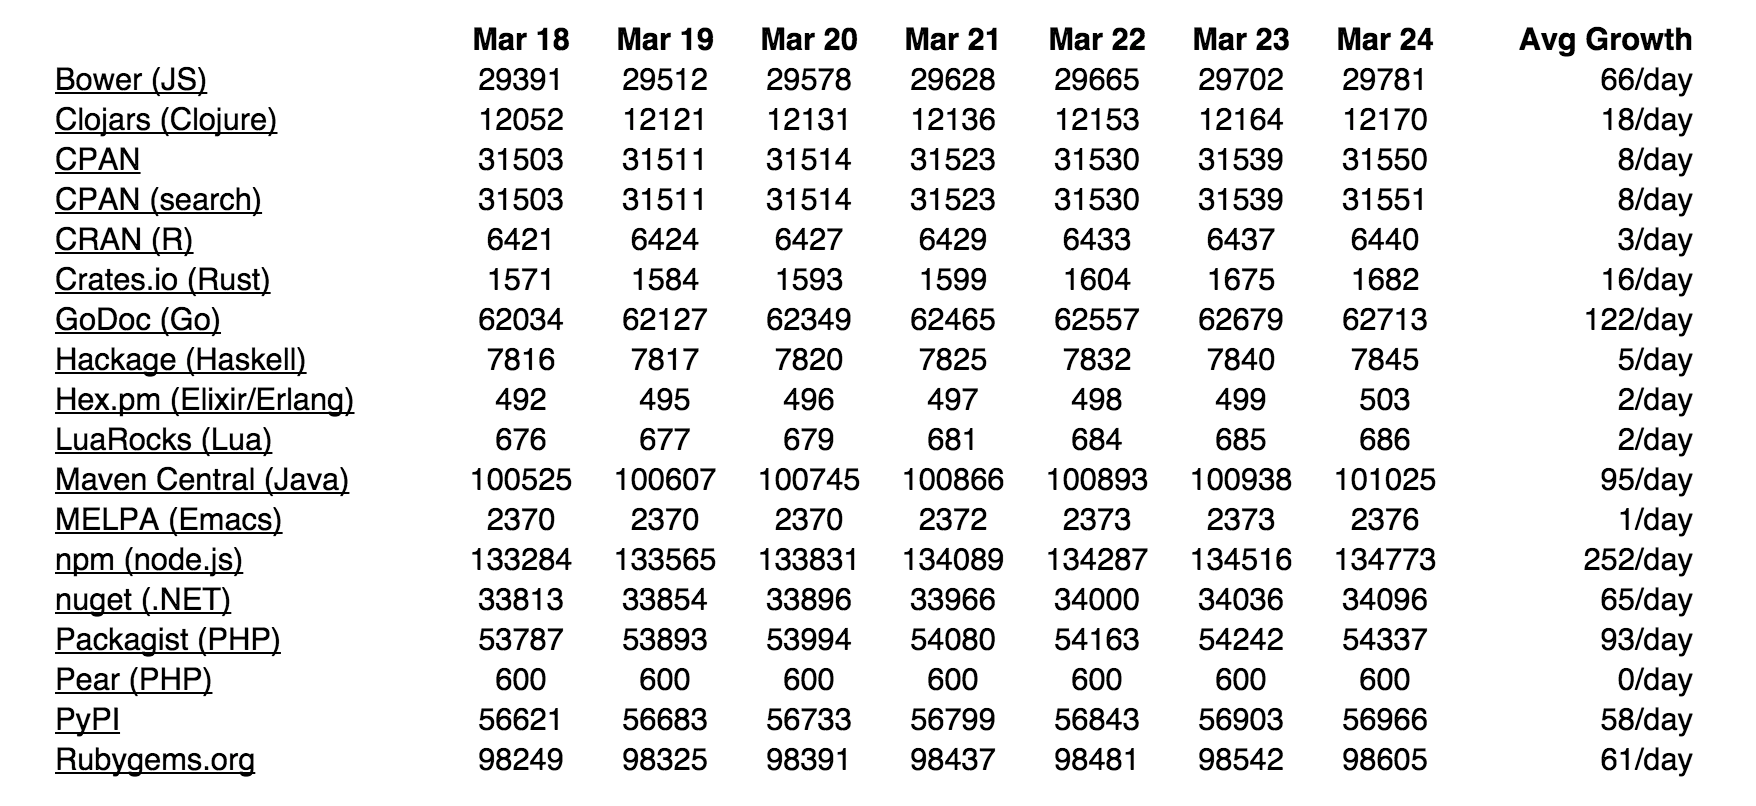 Mar 18 Mar 19 Mar 20 Mar 21 Mar 22 Mar 23 Mar 24 Avg Growth
Bower (JS) 29391 29512 29578 29628 29665 29702 29781 66/day
Clojars (Clojure) 12052 12121 12131 12136 12153 12164 12170 18/day
CPAN 31503 31511 31514 31523 31530 31539 31550 8/day
CPAN (search) 31503 31511 31514 31523 31530 31539 31551 8/day
CRAN (R) 6421 6424 6427 6429 6433 6437 6440 3/day
Crates.io (Rust) 1571 1584 1593 1599 1604 1675 1682 16/day
GoDoc (Go) 62034 62127 62349 62465 62557 62679 62713 122/day
Hackage (Haskell) 7816 7817 7820 7825 7832 7840 7845 5/day
Hex.pm (Elixir/Erlang) 492 495 496 497 498 499 503 2/day
LuaRocks (Lua) 676 677 679 681 684 685 686 2/day
Maven Central (Java) 100525 100607 100745 100866 100893 100938 101025 95/day
MELPA (Emacs) 2370 2370 2370 2372 2373 2373 2376 1/day
npm (node.js) 133284 133565 133831 134089 134287 134516 134773 252/day
nuget (.NET) 33813 33854 33896 33966 34000 34036 34096 65/day
Packagist (PHP) 53787 53893 53994 54080 54163 54242 54337 93/day
Pear (PHP) 600 600 600 600 600 600 600 0/day
PyPI 56621 56683 56733 56799 56843 56903 56966 58/day
Rubygems.org 98249 98325 98391 98437 98481 98542 98605 61/day